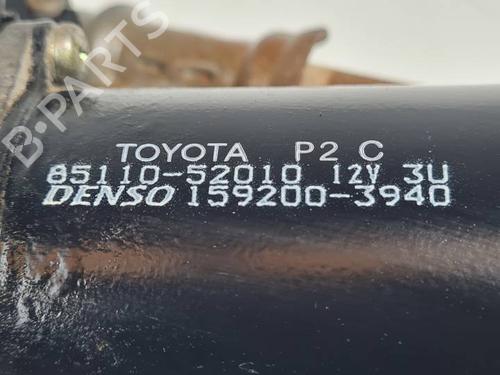 B-PARTS
TOYOTA P2 C
85110-52010 12V 3U
DENSO 159200-3940